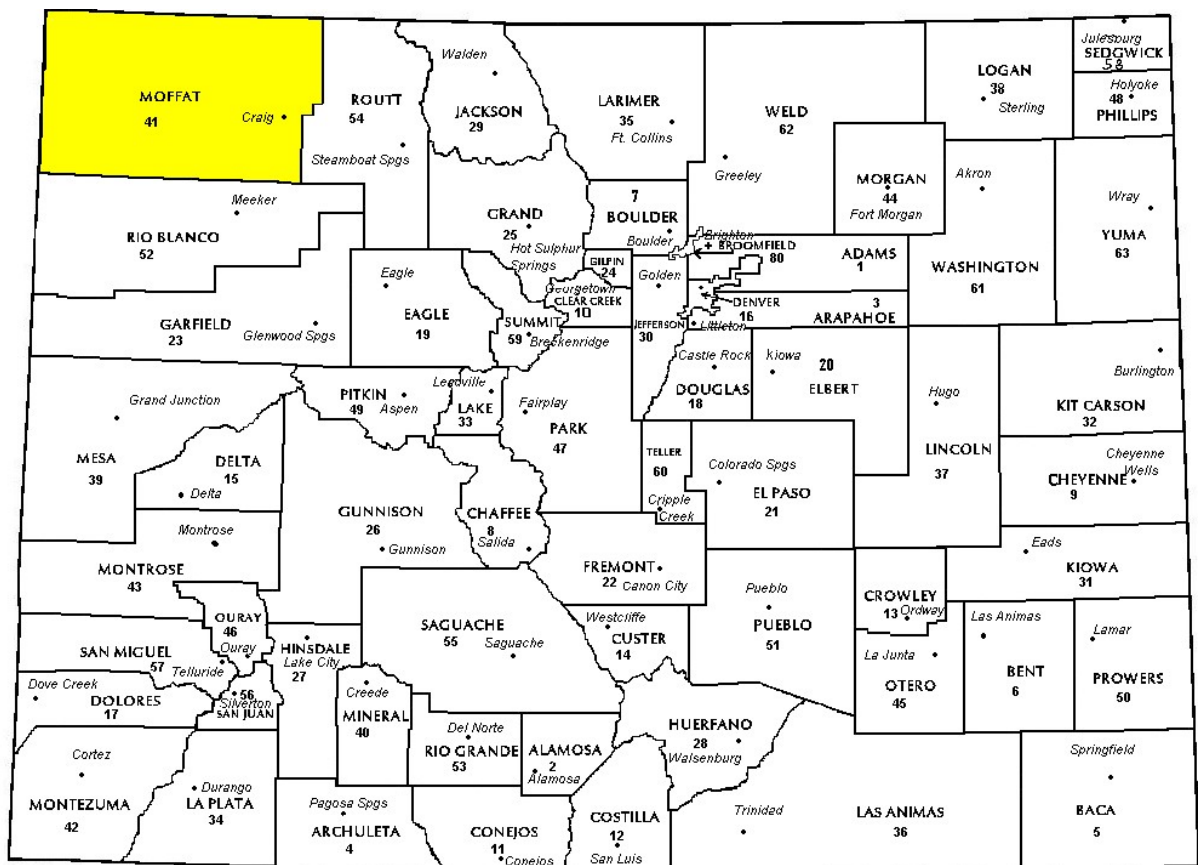 MOFFAT
41
Craig
ROUTT
54
Steamboat Spgs
Walden
JACKSON
29
LARIMER
35
Ft. Collins
WELD
62
Greeley
LOGAN
38
Sterling
Julesburg
SEDGWICK
58
Holyoke
48
PHILLIPS
MORGAN
44
Fort Morgan
Akron
WASHINGTON
61
Wray
YUMA
63
Meeker
RIO BLANCO
52
GRAND
25
Hot Sulphur
Springs
7
BOULDER
Boulder
Brighton
+ BROOMFIELD
80
ADAMS
1
GILPIN
24
Golden
JEFFERSON
30
DENVER
16
Littleton
3
ARAPAHOE
Georgetown
CLEAR CREEK
10
GARFIELD
23
Glenwood Spgs
Eagle
EAGLE
19
SUMMIT
59
Breckenridge
Castle Rock
DOUGLAS
18
Kiowa
20
ELBERT
Hugo
LINCOLN
37
Burlington
KIT CARSON
32
Grand Junction
MESA
39
PITKIN
49
Aspen
Leadville
LAKE
33
Fairplay
PARK
47
TELLER
60
Cripple
Creek
Colorado Spgs
EL PASO
21
Cheyenne
Wells
CHEYENNE
9
DELTA
15
Delta
GUNNISON
26
Gunnison
CHAFFEE
8
Salida
Montrose
MONTROSE
43
FREMONT
22
Canon City
Pueblo
PUEBLO
51
CROWLEY
13
Ordway
Eads
KIOWA
31
OURAY
46
Ouray
SAN MIGUEL
57
Telluride
HINSDALE
Lake City
27
SAGUACHE
55
Saguache
Westcliffe
CUSTER
14
La Junta
OTERO
45
Las Animas
BENT
6
Lamar
PROWERS
50
Dove Creek
DOLORES
17
56
Silverton
SAN JUAN
Creede
MINERAL
40
Del Norte
RIO GRANDE
53
ALAMOSA
2
Alamosa
HUERFANO
28
Walsenburg
Cortez
MONTEZUMA
42
Durango
LA PLATA
34
Pagosa Spgs
ARCHULETA
4
CONEJOS
11
Conejos
COSTILLA
12
San Luis
Trinidad
LAS ANIMAS
36
Springfield
BACA
5